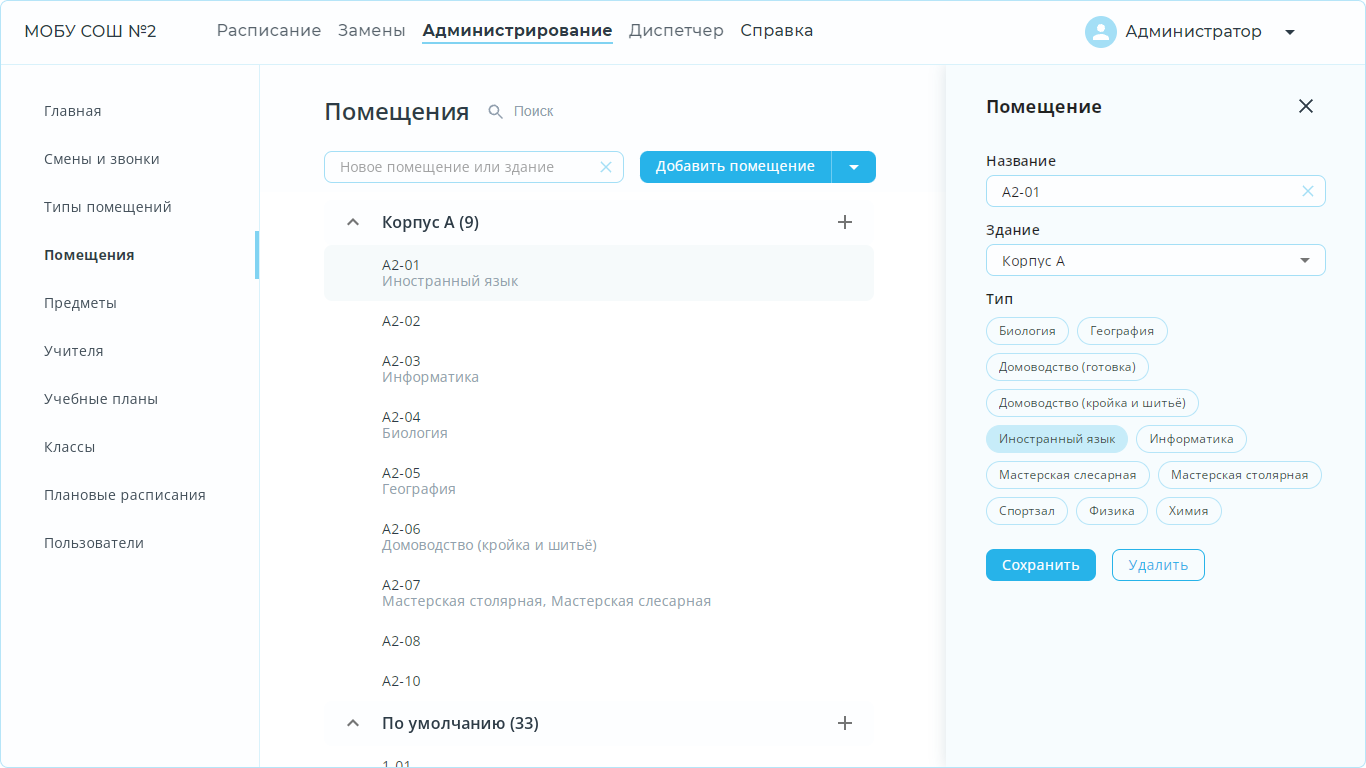 МОБУ СОШ №2
Расписание Замены Администрирование Диспетчер Справка
Администратор
Главная
Смены и звонки
Типы помещений
Помещения
Предметы
Учителя
Учебные планы
Классы
Плановые расписания
Пользователи
Помещения Поиск
Новое помещение или здание
Добавить помещение
Корпус А (9)
А2-01
Иностранный язык
А2-02
А2-03
Информатика
А2-04
Биология
А2-05
География
А2-06
Домоводство (кройка и шитьё)
А2-07
Мастерская столярная, Мастерская слесарная
А2-08
А2-10
По умолчанию (33)
1-01
Помещение
Название
А2-01
Здание
Корпус А
Тип
Биология География
Домоводство (готовка)
Домоводство (кройка и шитьё)
Иностранный язык Информатика
Мастерская слесарная Мастерская столярная
Спортзал Физика Химия
Сохранить Удалить